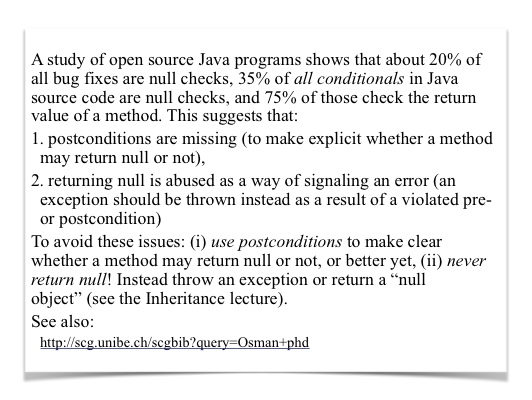 A study of open source Java programs shows that about 20% of
all bug fixes are null checks, 35% of all conditionals in Java
source code are null checks, and 75% of those check the return
value of a method. This suggests that:
1. postconditions are missing (to make explicit whether a method
may return null or not),
2. returning null is abused as a way of signaling an error (an
exception should be thrown instead as a result of a violated pre-
or postcondition)
To avoid these issues: (i) use postconditions to make clear
whether a method may return null or not, or better yet, (ii) never
return null! Instead throw an exception or return a “null
object” (see the Inheritance lecture).
See also:
http://scg.unibe.ch/scgbib?query=Osman+phd